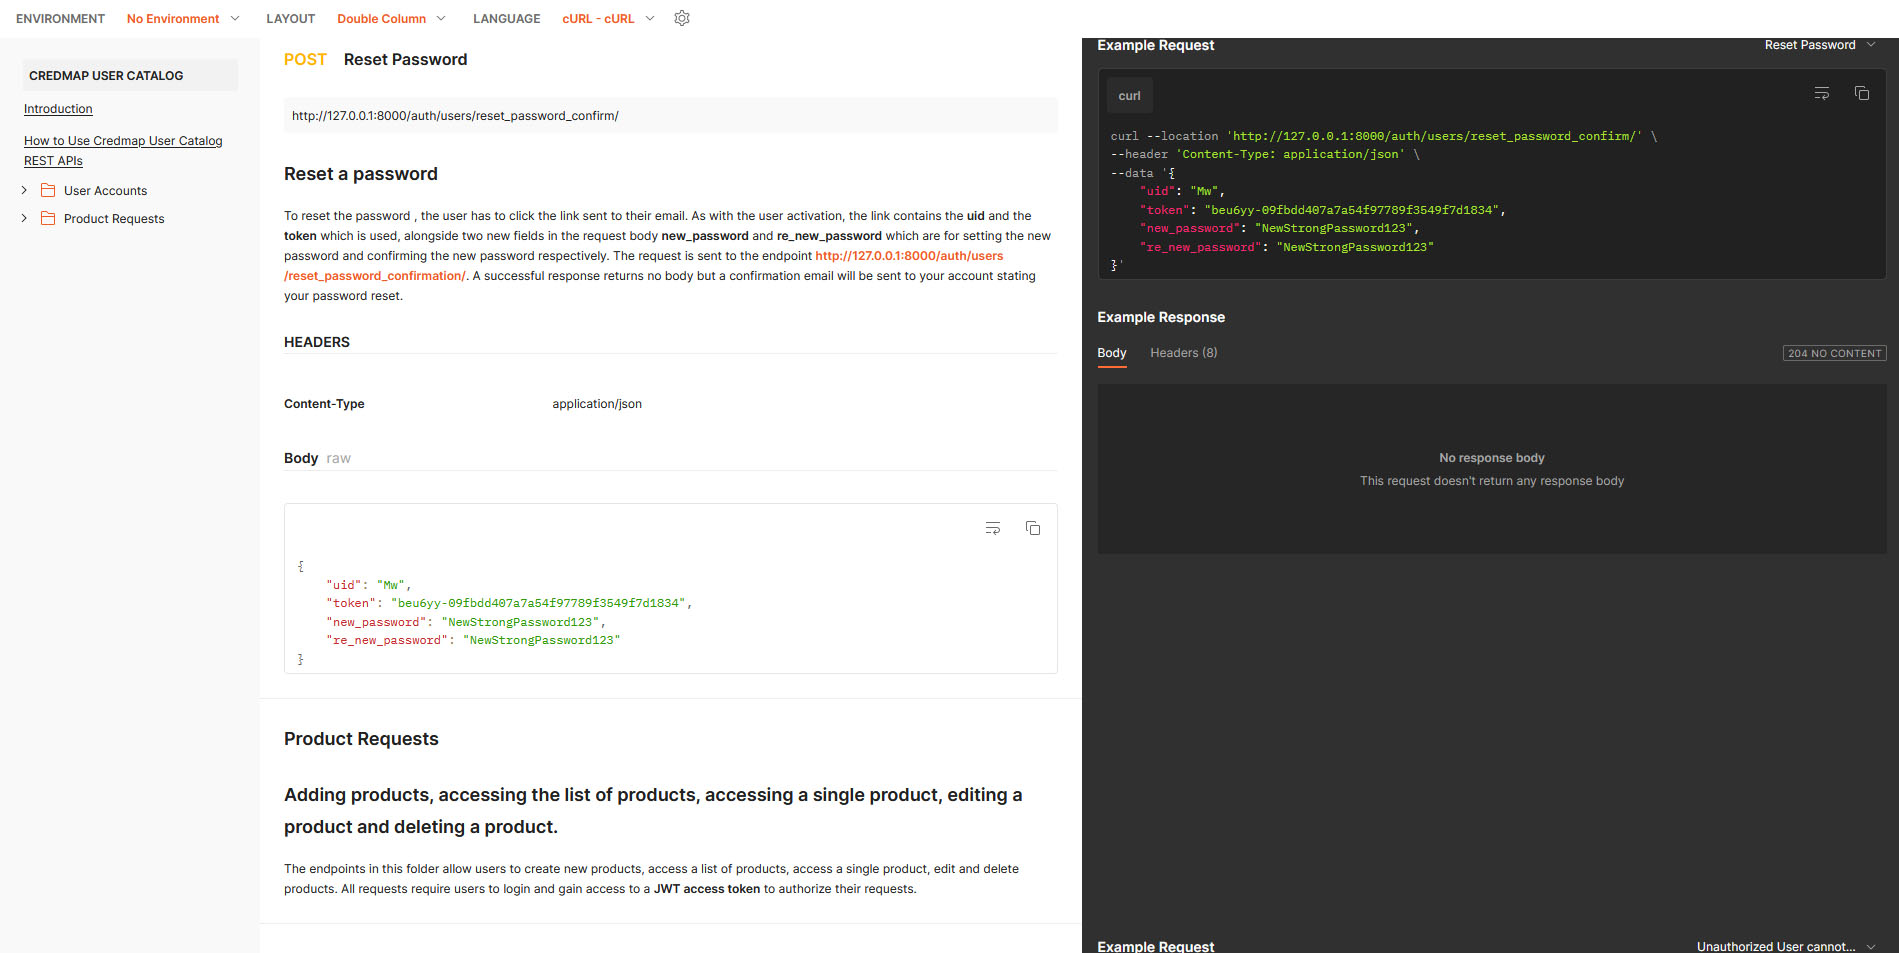 ENVIRONMENT No Environment LAYOUT Double Column LANGUAGE cURL - cURL
CREDMAP USER CATALOG
Introduction
How to Use Credmap User Catalog
REST APIs
User Accounts
Product Requests
POST Reset Password
http://127.0.0.1:8000/auth/users/reset_password_confirm/
Reset a password
To reset the password , the user has to click the link sent to their email. As with the user activation, the link contains the uid and the
token which is used, alongside two new fields in the request body new_password and re_new_password which are for setting the new
password and confirming the new password respectively. The request is sent to the endpoint http://127.0.0.1:8000/auth/users
/reset_password_confirmation/. A successful response returns no body but a confirmation email will be sent to your account stating
your password reset.
HEADERS
Content-Type application/json
Body raw
{
"uid": "Mw",
"token": "beu6yy-09fbdd407a7a54f97789f3549f7d1834",
"new_password": "NewStrongPassword123",
"re_new_password": "NewStrongPassword123"
}
Product Requests
Adding products, accessing the list of products, accessing a single product, editing a
product and deleting a product.
The endpoints in this folder allow users to create new products, access a list of products, access a single product, edit and delete
products. All requests require users to login and gain access to a JWT access token to authorize their requests.
Example Request Reset Password
curl
curl --location 'http://127.0.0.1:8000/auth/users/reset_password_confirm/' \
--header 'Content-Type: application/json' \
--data '{
"uid": "Mw",
"token": "beu6yy-09fbdd407a7a54f97789f3549f7d1834",
"new_password": "NewStrongPassword123",
"re_new_password": "NewStrongPassword123"
}'
Example Response
Body Headers (8) 204 NO CONTENT
No response body
This request doesn't return any response body
Example Request Unauthorized User cannot...